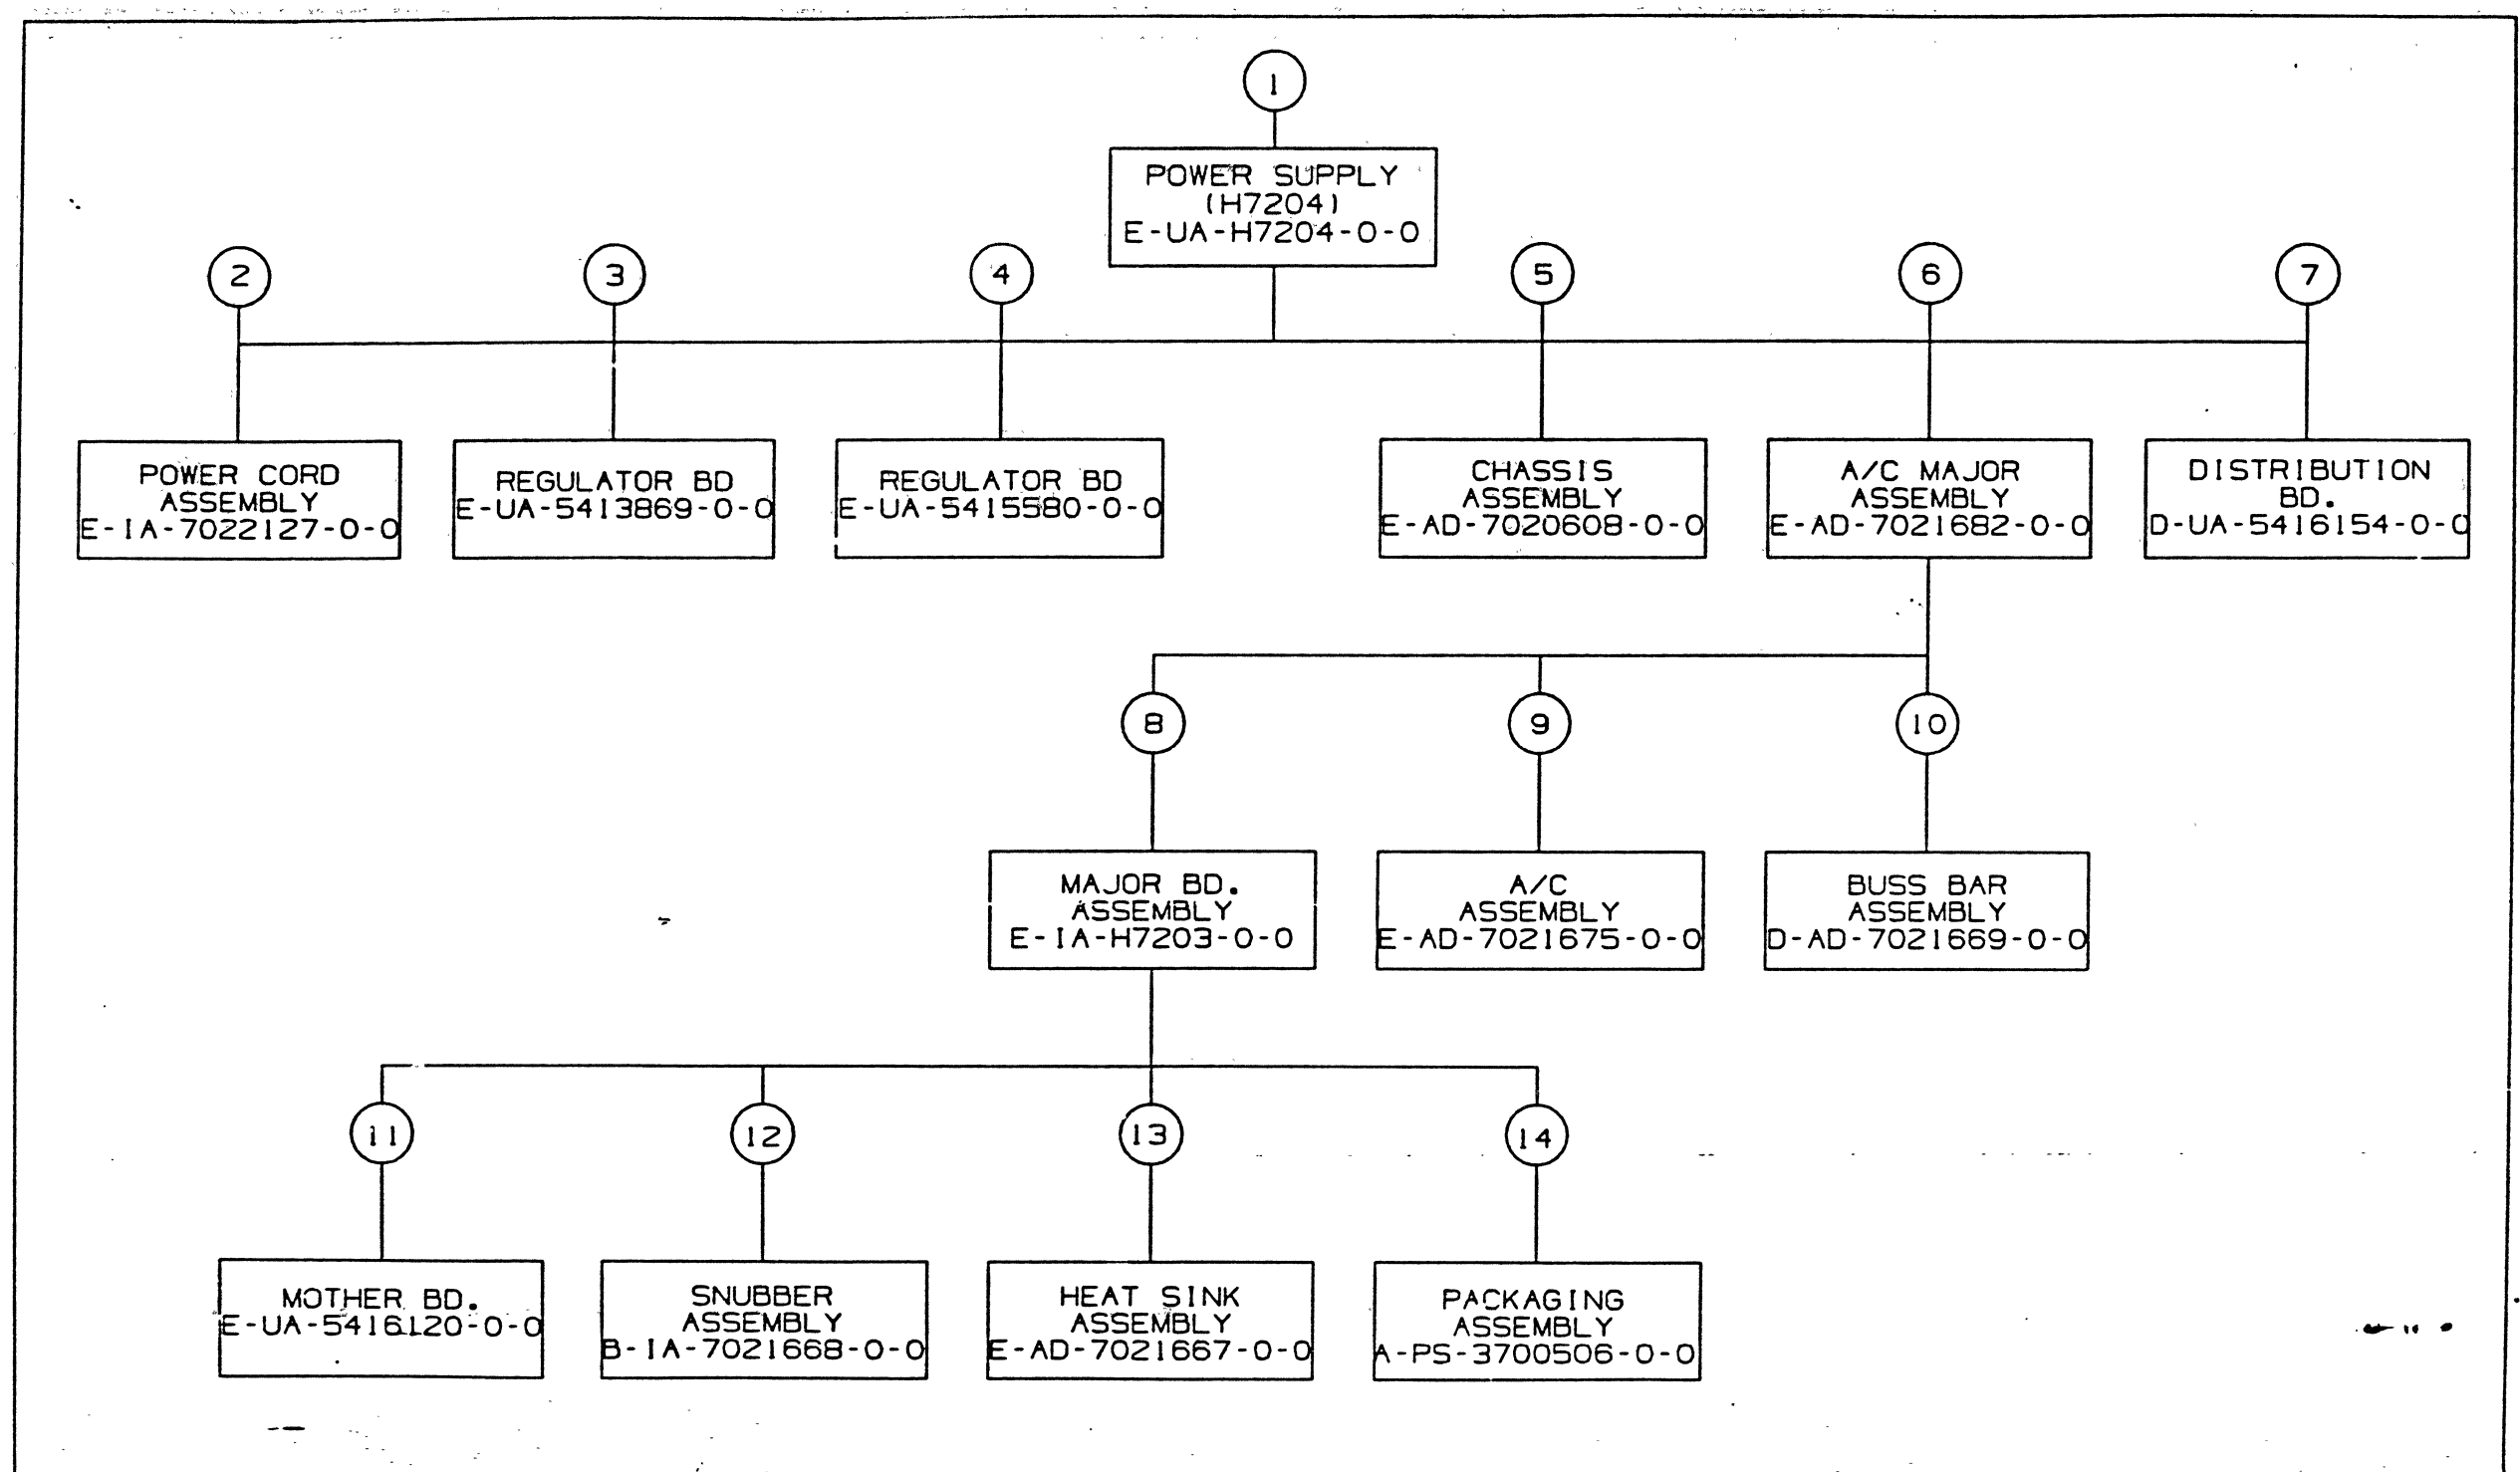 1
POWER SUPPLY
(H7204)
E-UA-H7204-0-0
2
3
4
5
6
7
POWER CORD
ASSEMBLY
E-IA-7022127-0-0
REGULATOR BD
E-UA-5413869-0-0
REGULATOR BD
E-UA-5415580-0-0
CHASSIS
ASSEMBLY
E-AD-7020608-0-0
A/C MAJOR
ASSEMBLY
E-AD-7021682-0-0
DISTRIBUTION
BD.
D-UA-5416154-0-0
8
9
10
MAJOR BD.
ASSEMBLY
E-IA-H7203-0-0
A/C
ASSEMBLY
E-AD-7021675-0-0
BUSS BAR
ASSEMBLY
D-AD-7021669-0-0
11
12
13
14
MOTHER BD.
E-UA-5416120-0-0
SNUBBER
ASSEMBLY
B-IA-7021668-0-0
HEAT SINK
ASSEMBLY
E-AD-7021667-0-0
PACKAGING
ASSEMBLY
A-PS-3700506-0-0